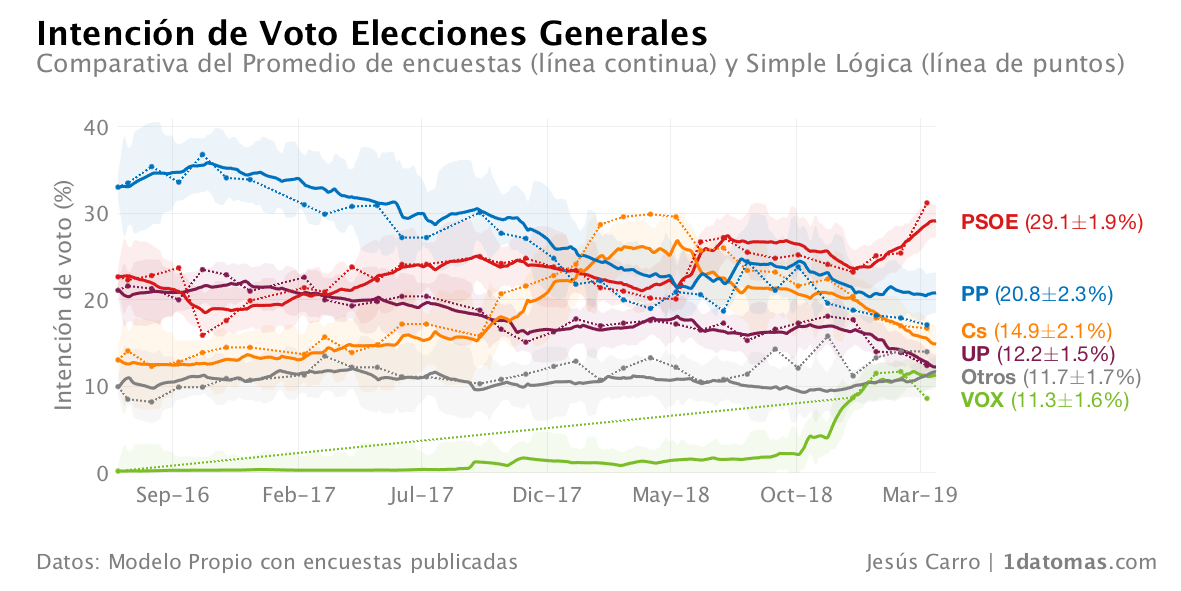 Intención de Voto Elecciones Generales
Comparativa del Promedio de encuestas (línea continua) y Simple Lógica (línea de puntos)
Intención de voto (%)
40
30
20
10
0
Sep−16
Feb−17
Jul−17
Dic−17
May−18
Oct−18
Mar−19
PSOE (29.1±1.9%)
PP (20.8±2.3%)
Cs (14.9±2.1%)
UP (12.2±1.5%)
Otros (11.7±1.7%)
VOX (11.3±1.6%)
Datos: Modelo Propio con encuestas publicadas
Jesús Carro | 1datomas.com